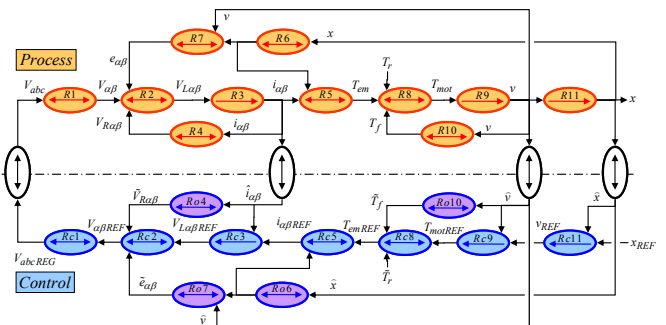 v
R7
R6
x
Process
e_αβ
T_r
V_abc
R1
V_αβ
R2
V_Lαβ
R3
i_αβ
R5
T_em
R8
T_mot
R9
v
R11
x
V_Rαβ
R4
i_αβ
T_f
R10
v
Ṽ_Rαβ
Ro4
î_αβ
T̃_f
Ro10
v̂
x̂
V_αβREF
V_LαβREF
i_αβREF
T_emREF
T_motREF
v_REF
Rc1
Rc2
Rc3
Rc5
Rc8
Rc9
Rc11
x_REF
V_abcREG
Control
ẽ_αβ
T̃_r
Ro7
Ro6
x̂
v̂